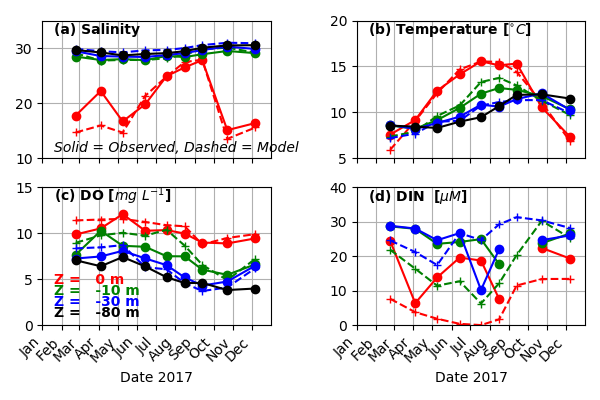 (a) Salinity
30
20
10
Solid = Observed, Dashed = Model
(b) Temperature [°C]
20
15
10
5
(c) DO [mg L⁻¹]
15
10
5
0
Z = 0 m
Z = -10 m
Z = -30 m
Z = -80 m
Jan Feb Mar Apr May Jun Jul Aug Sep Oct Nov Dec
Date 2017
(d) DIN [μM]
40
30
20
10
0
Jan Feb Mar Apr May Jun Jul Aug Sep Oct Nov Dec
Date 2017